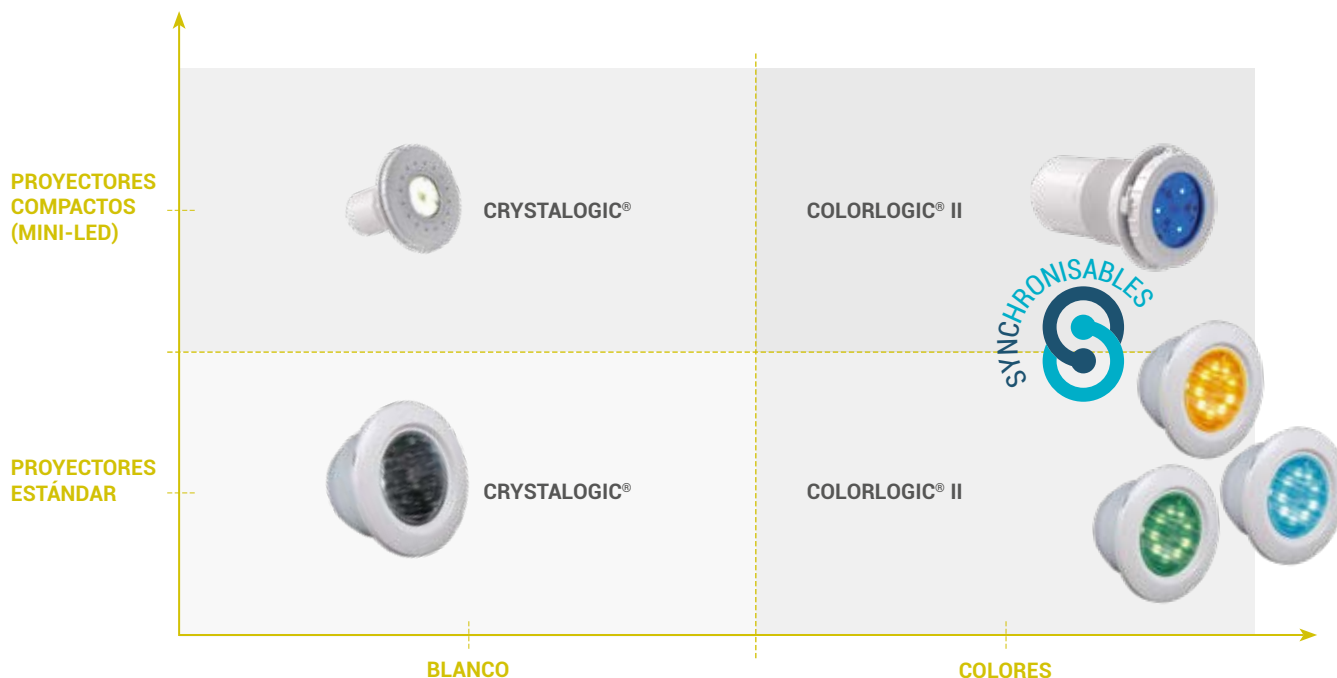 PROYECTORES
COMPACTOS
(MINI-LED)
CRYSTALOGIC®
COLORLOGIC® II
SYNCHRONISABLES
PROYECTORES
ESTÁNDAR
CRYSTALOGIC®
COLORLOGIC® II
BLANCO
COLORES